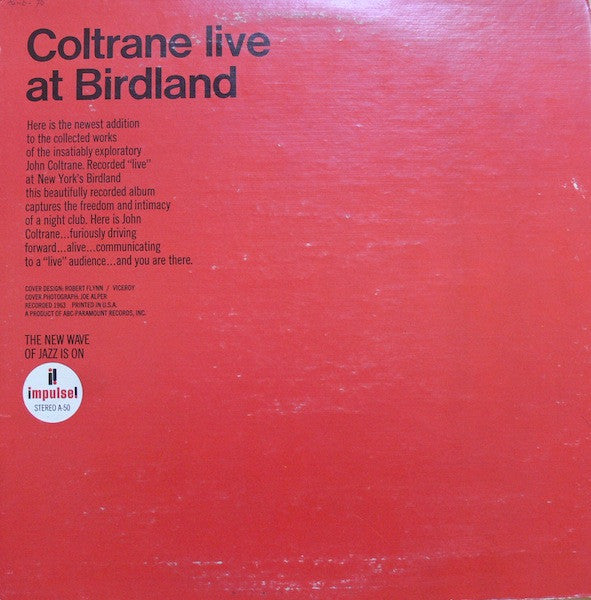 Coltrane live
at Birdland
Here is the newest addition
to the collected works
of the insatiably exploratory
John Coltrane. Recorded “live”
at New York's Birdland
this beautifully recorded album
captures the freedom and intimacy
of a night club. Here is John
Coltrane...furiously driving
forward...alive...communicating
to a “live” audience...and you are there.
COVER DESIGN: ROBERT FLYNN / VICEROY
COVER PHOTOGRAPH: JOE ALPER
RECORDED 1963 PRINTED IN U.S.A.
A PRODUCT OF ABC-PARAMOUNT RECORDS, INC.
THE NEW WAVE
OF JAZZ IS ON
i!
impulse!
STEREO A-50